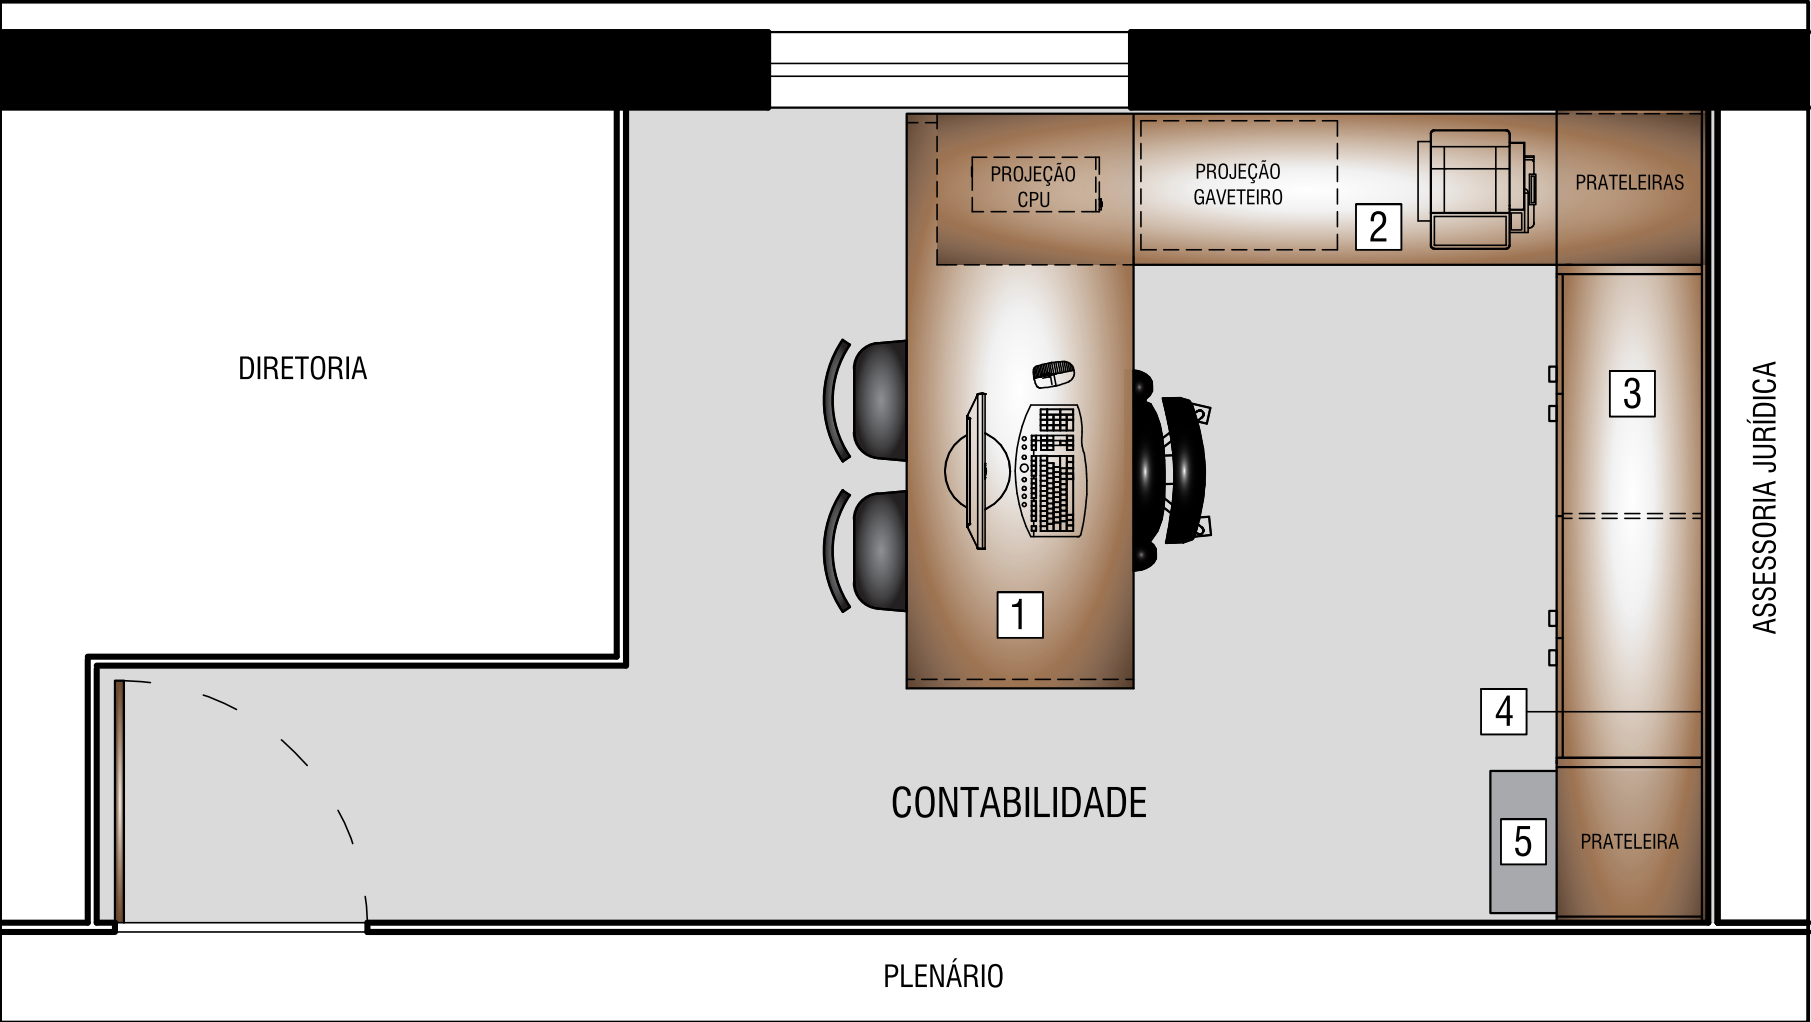 PROJEÇÃO
CPU
PROJEÇÃO
GAVETEIRO
2
PRATELEIRAS
DIRETORIA
3
ASSESSORIA JURÍDICA
1
4
CONTABILIDADE
5
PRATELEIRA
PLENÁRIO